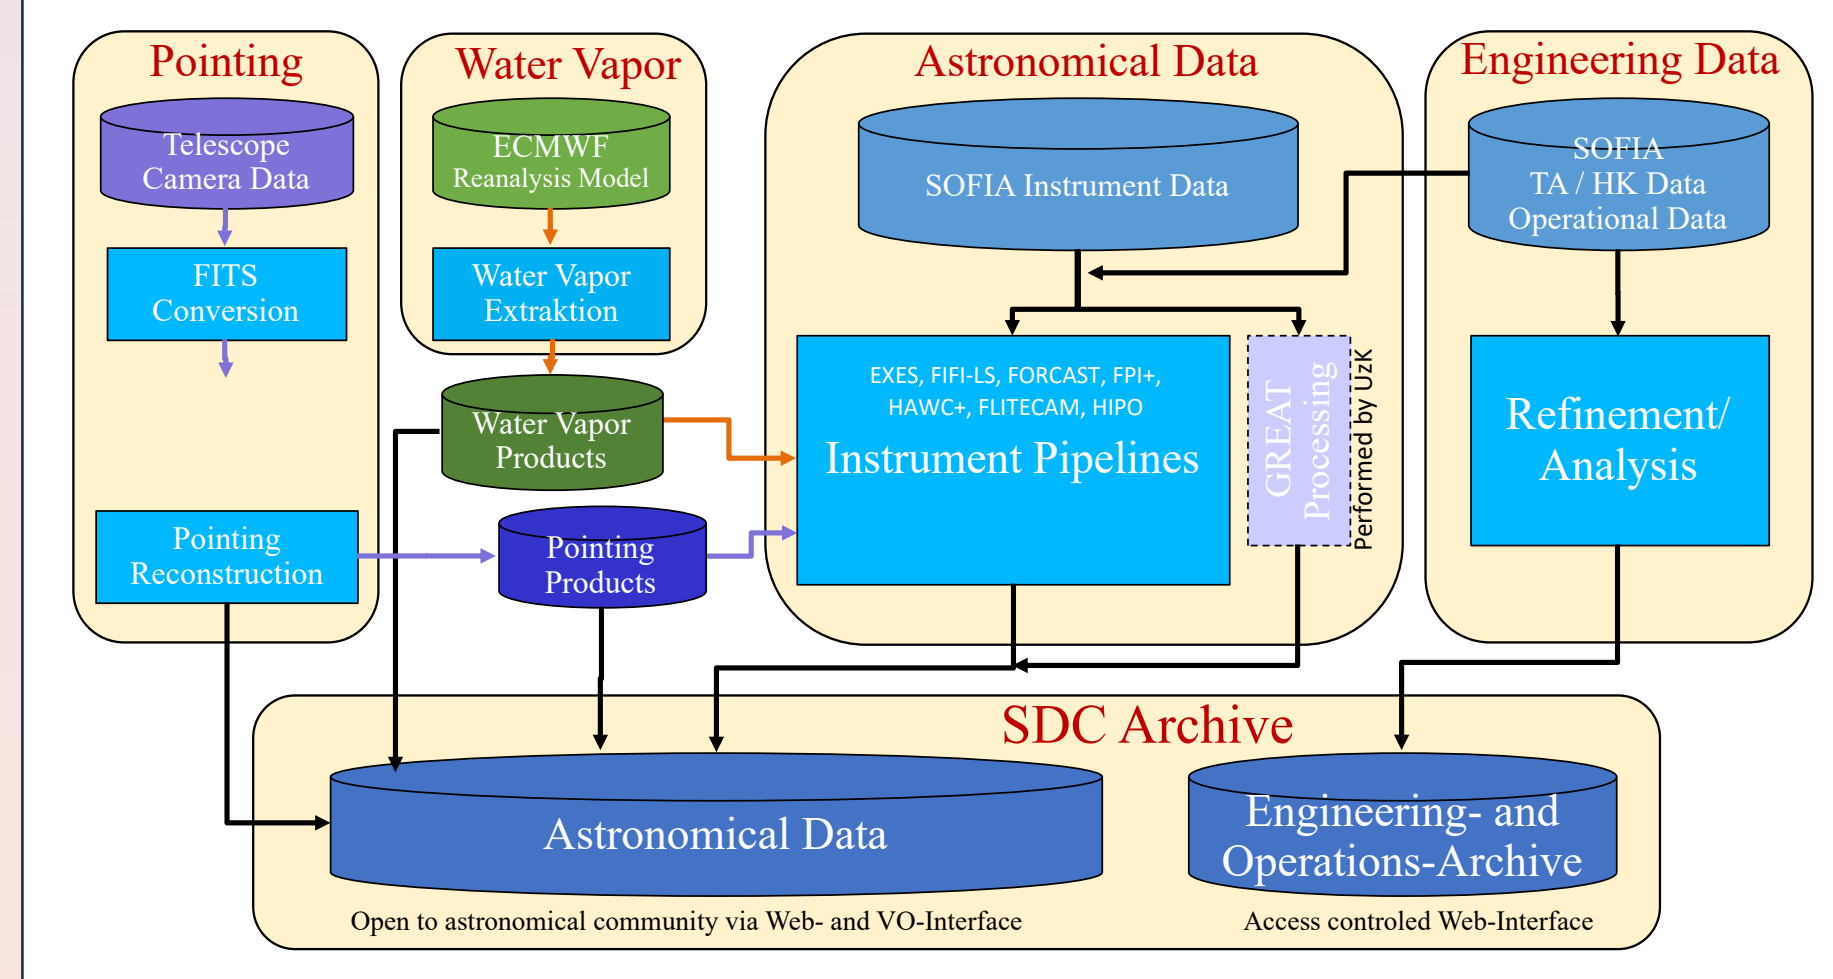 Pointing
Telescope
Camera Data
FITS
Conversion
Pointing
Reconstruction
Water Vapor
ECMWF
Reanalysis Model
Water Vapor
Extraktion
Water Vapor
Products
Pointing
Products
Astronomical Data
SOFIA Instrument Data
EXES, FIFI-LS, FORCAST, FPI+,
HAWC+, FLITECAM, HIPO
Instrument Pipelines
GREAT
Processing
Performed by UzK
Engineering Data
SOFIA
TA / HK Data
Operational Data
Refinement/
Analysis
SDC Archive
Astronomical Data
Open to astronomical community via Web- and VO-Interface
Engineering- and
Operations-Archive
Access controled Web-Interface